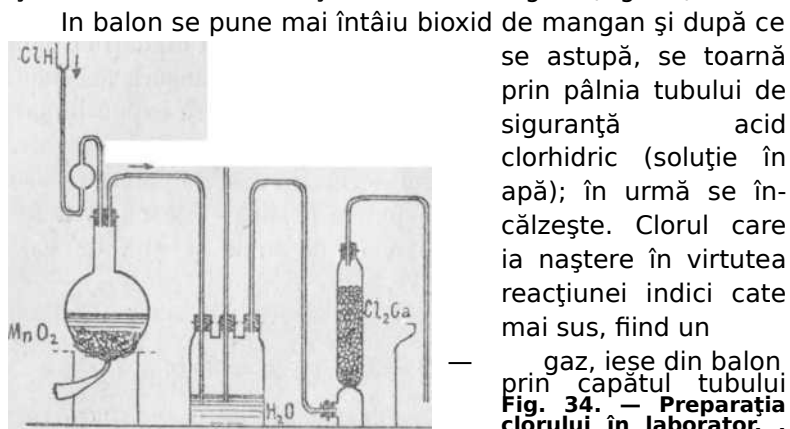 In balon se pune mai întâiu bioxid de mangan şi după ce
se astupă, se toarnă
prin pâlnia tubului de
siguranţă acid
clorhidric (soluţie în
apă); în urmă se în-
călzeşte. Clorul care
ia naştere în virtutea
reacţiunei indici cate
mai sus, fiind un
— gaz, iese din balon
prin capătul tubului
Fig. 34. — Preparaţia
clorului în laborator. .
ClH
MnO₂
H₂O
Cl₂Ca